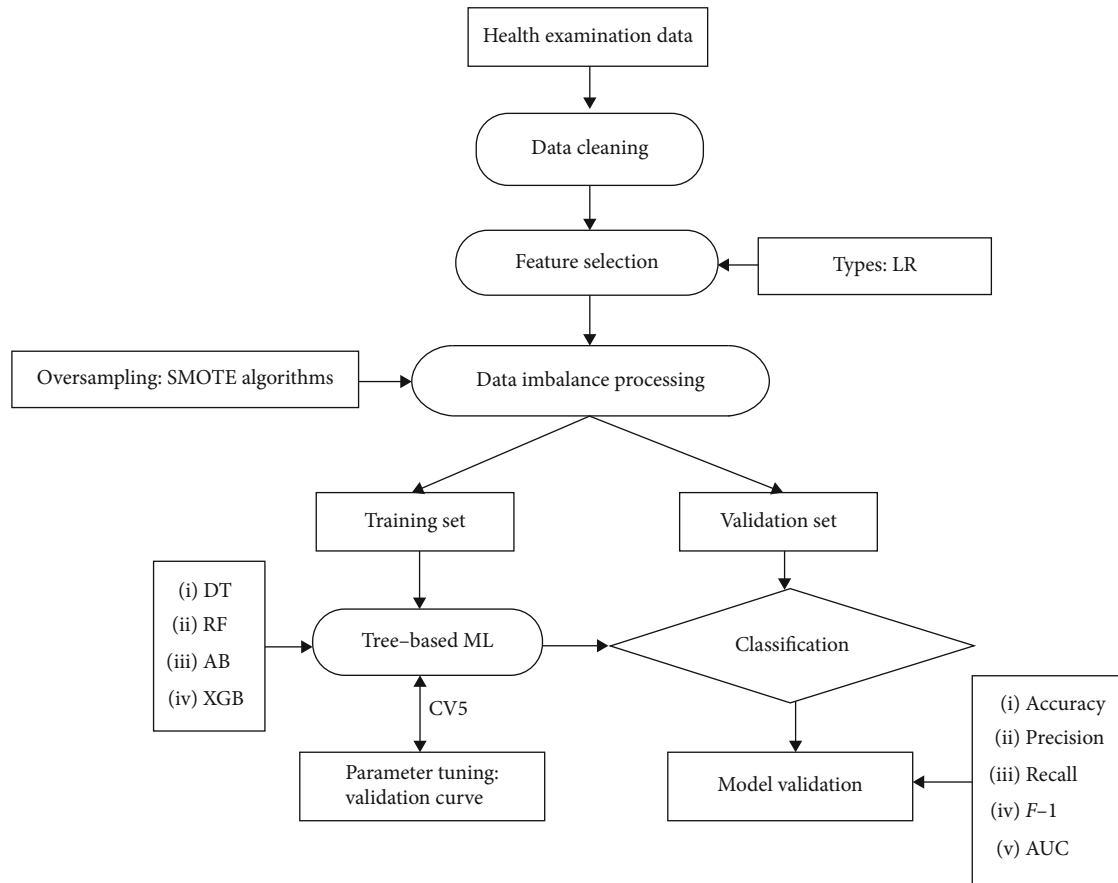 Health examination data
Data cleaning
Feature selection
Types: LR
Oversampling: SMOTE algorithms
Data imbalance processing
Training set
Validation set
(i) DT
(ii) RF
(iii) AB
(iv) XGB
Tree–based ML
Classification
CV5
Parameter tuning:
validation curve
Model validation
(i) Accuracy
(ii) Precision
(iii) Recall
(iv) F–1
(v) AUC